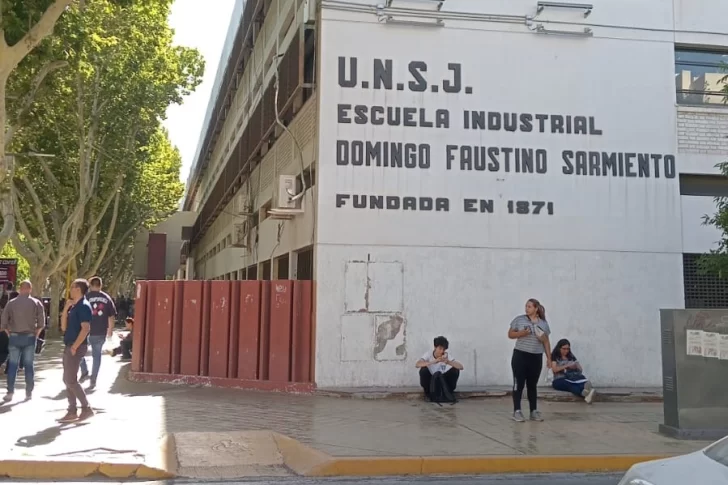 U.N.S.J.
ESCUELA INDUSTRIAL
DOMINGO FAUSTINO SARMIENTO
FUNDADA EN 1871